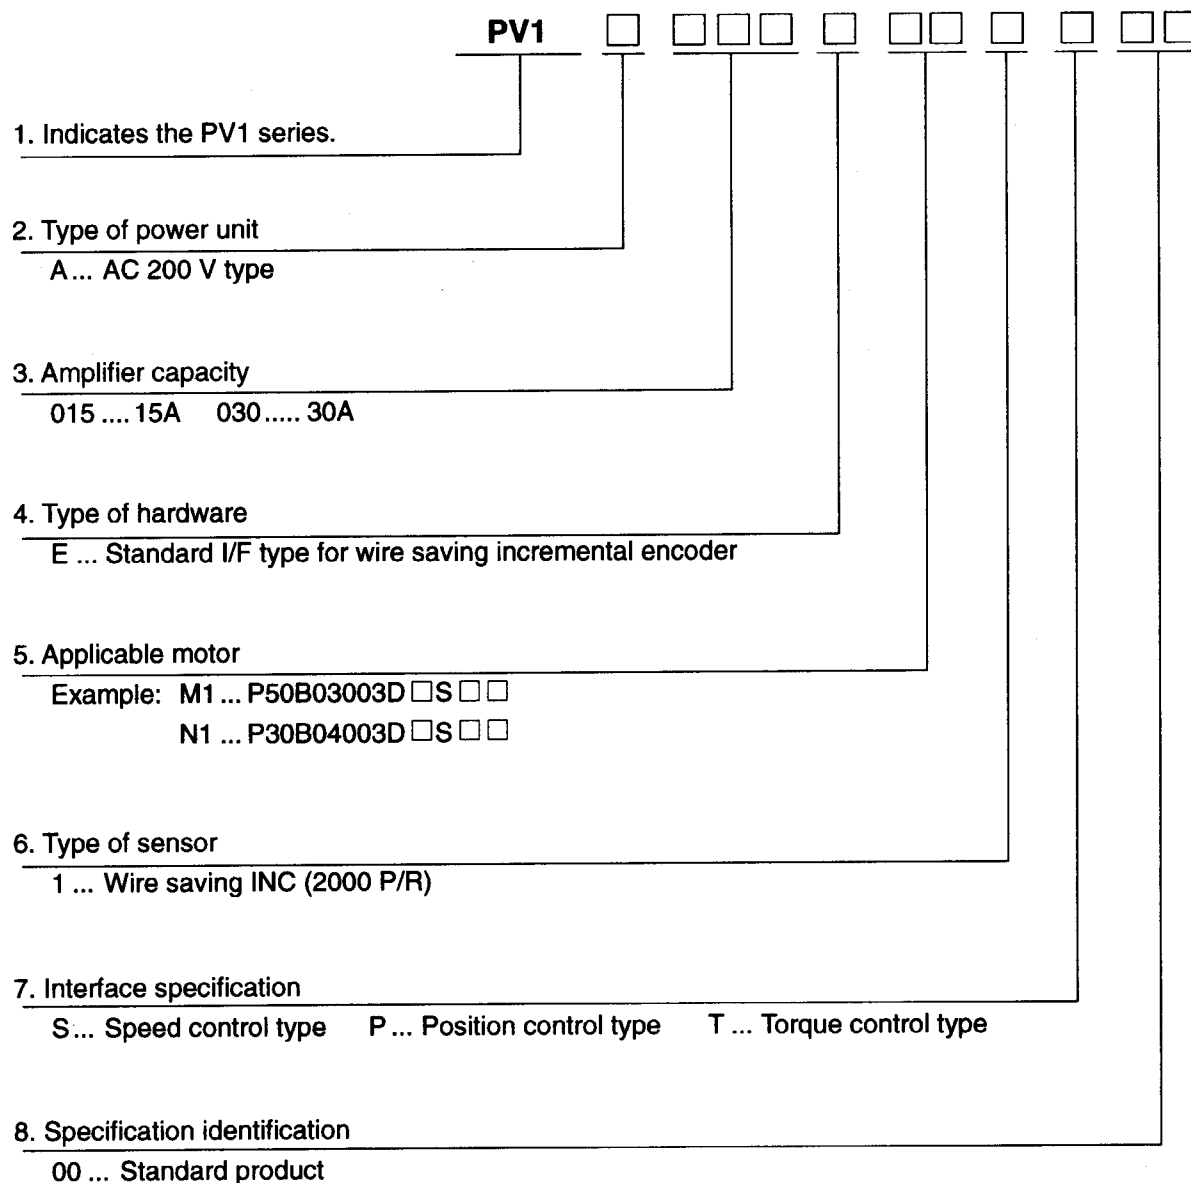 PV1 □ □□□ □ □□ □ □ □□
1. Indicates the PV1 series.
2. Type of power unit
A... AC 200 V type
3. Amplifier capacity
015 .... 15A 030 ..... 30A
4. Type of hardware
E ... Standard I/F type for wire saving incremental encoder
5. Applicable motor
Example: M1 ... P50B03003D□S□□
N1 ... P30B04003D□S□□
6. Type of sensor
1 ... Wire saving INC (2000 P/R)
7. Interface specification
S... Speed control type P ... Position control type T ... Torque control type
8. Specification identification
00 ... Standard product